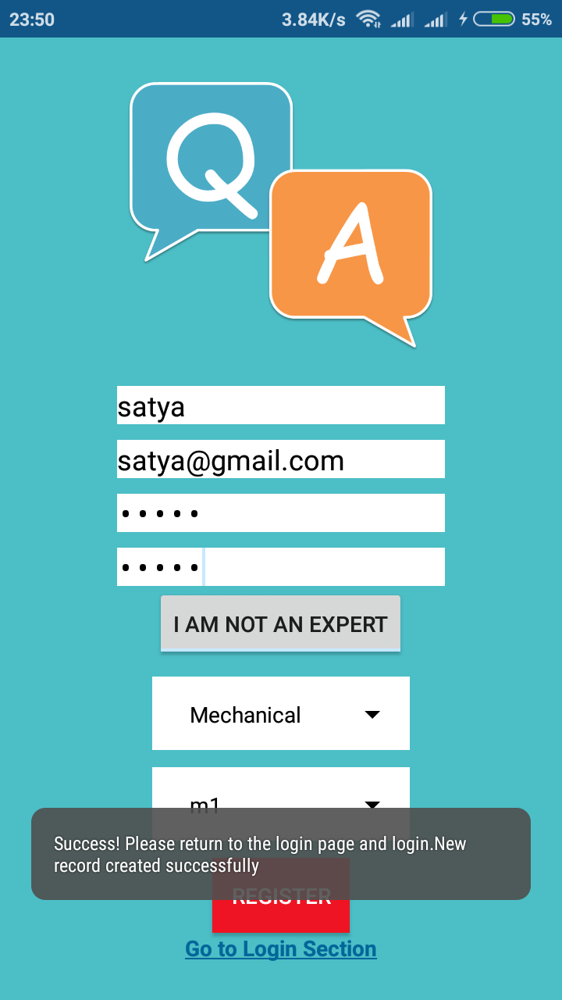 23:50 3.84K/s 55%
Q
A
satya
satya@gmail.com
•••••
•••••
I AM NOT AN EXPERT
Mechanical
m1
Success! Please return to the login page and login.New
record created successfully
REGISTER
Go to Login Section